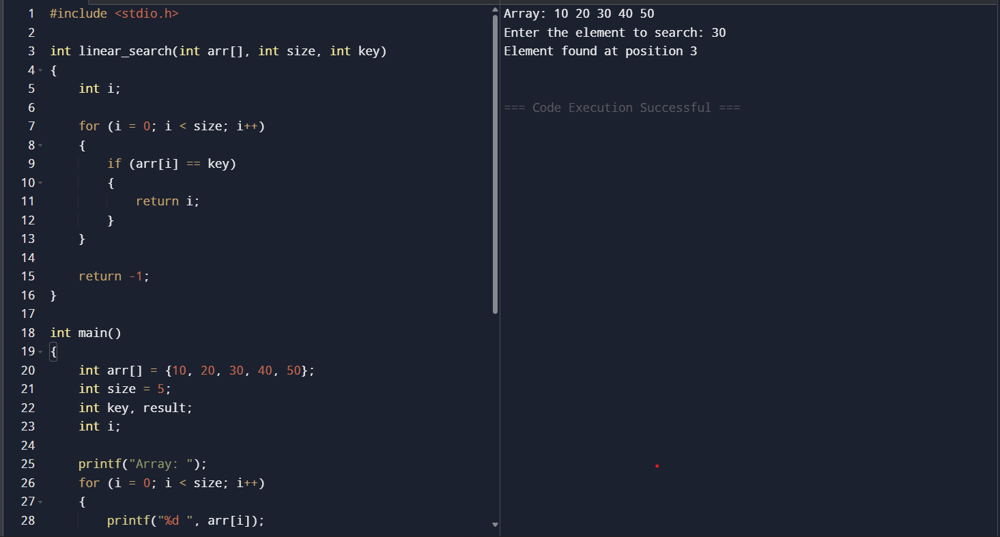 1 #include <stdio.h>
2
3 int linear_search(int arr[], int size, int key)
4 {
5     int i;
6
7     for (i = 0; i < size; i++)
8     {
9         if (arr[i] == key)
10         {
11             return i;
12         }
13     }
14
15     return -1;
16 }
17
18 int main()
19 {
20     int arr[] = {10, 20, 30, 40, 50};
21     int size = 5;
22     int key, result;
23     int i;
24
25     printf("Array: ");
26     for (i = 0; i < size; i++)
27     {
28         printf("%d ", arr[i]);
Array: 10 20 30 40 50
Enter the element to search: 30
Element found at position 3
=== Code Execution Successful ===